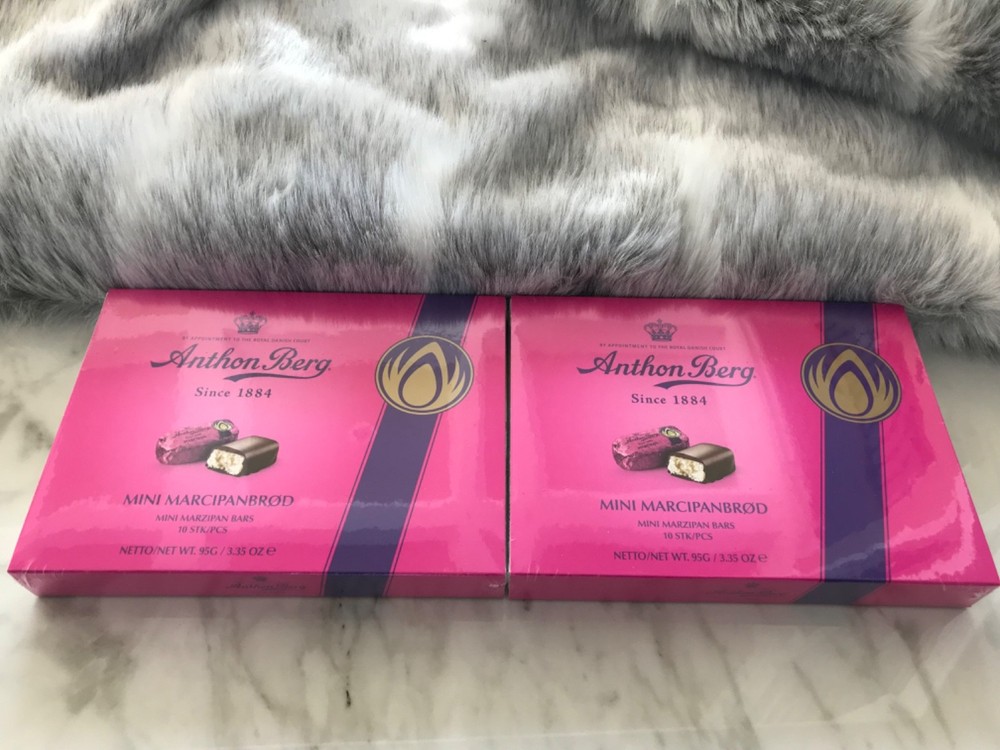 BY APPOINTMENT TO THE ROYAL DANISH COURT
Anthon Berg
Since 1884
MINI MARCIPANBRØD
MINI MARZIPAN BARS
10 STK/PCS
NETTO/NET WT. 95G / 3.35 OZ ℮
Anthon Berg
BY APPOINTMENT TO THE ROYAL DANISH COURT
Anthon Berg
Since 1884
MINI MARCIPANBRØD
MINI MARZIPAN BARS
10 STK/PCS
NETTO/NET WT. 95G / 3.35 OZ ℮